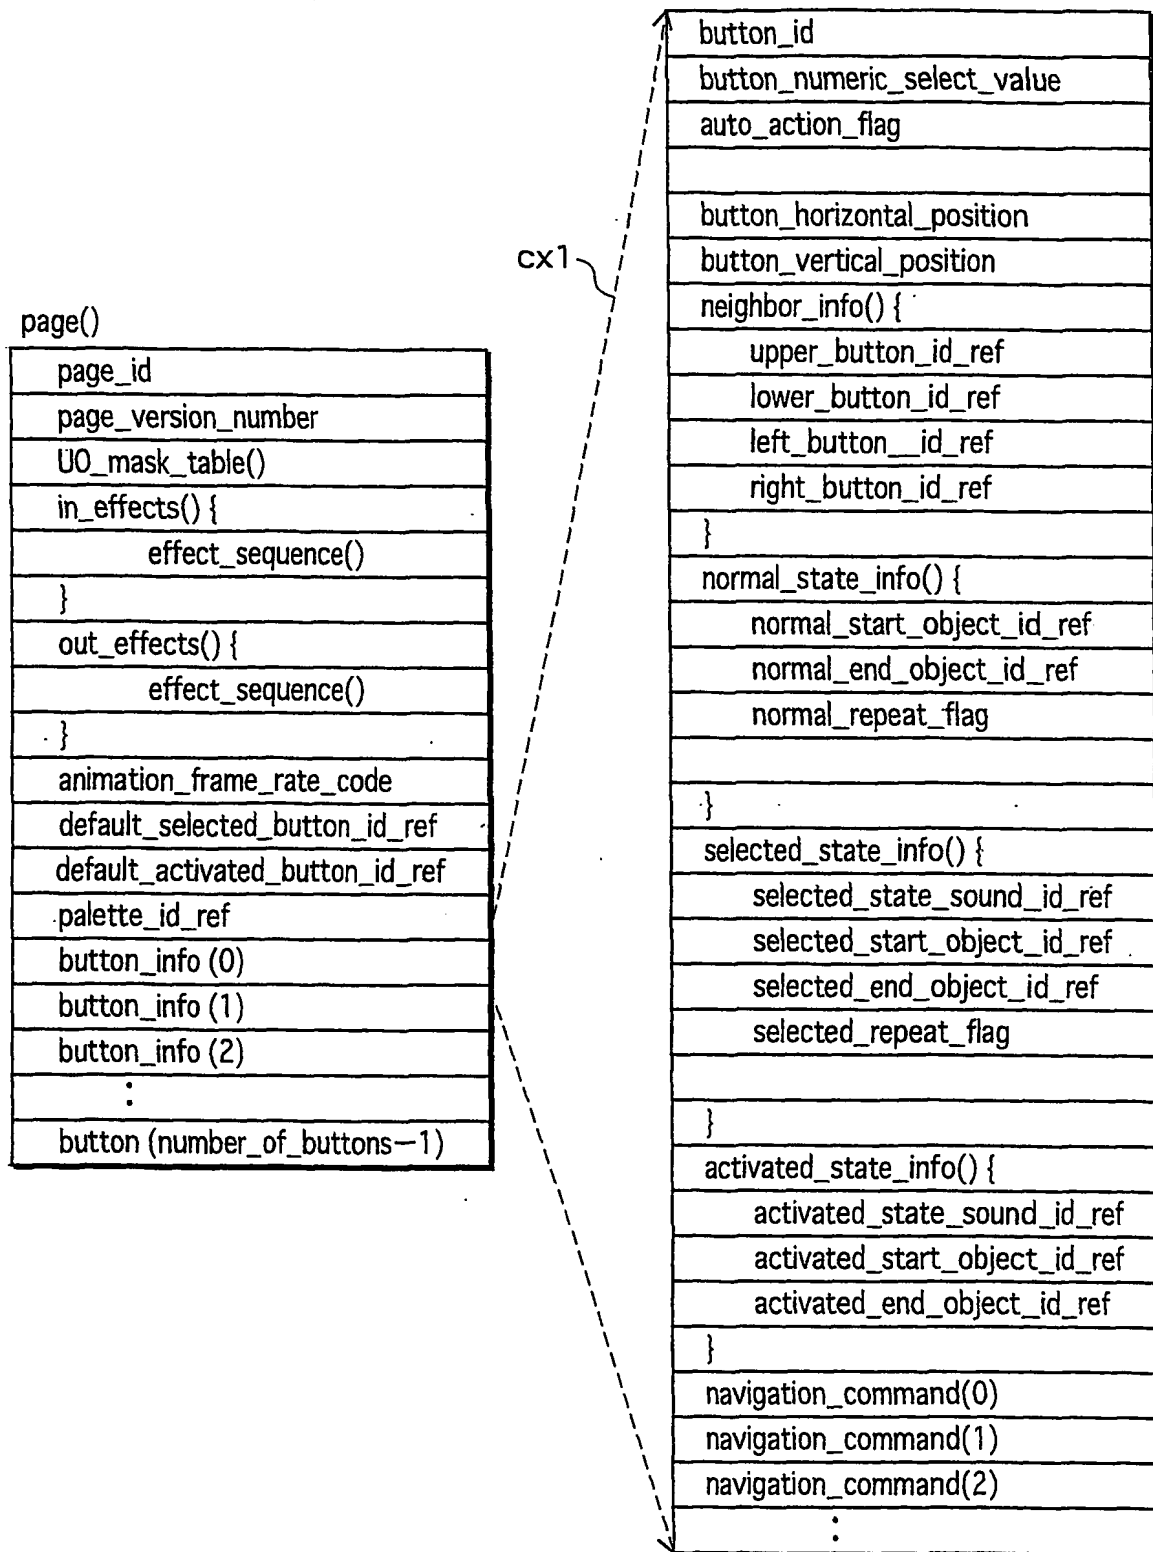 page()
page_id
page_version_number
UO_mask_table()
in_effects() {
effect_sequence()
}
out_effects() {
effect_sequence()
}
animation_frame_rate_code
default_selected_button_id_ref
default_activated_button_id_ref
palette_id_ref
button_info (0)
button_info (1)
button_info (2)
:
button (number_of_buttons−1)
cx1
button_id
button_numeric_select_value
auto_action_flag
button_horizontal_position
button_vertical_position
neighbor_info() {
upper_button_id_ref
lower_button_id_ref
left_button__id_ref
right_button_id_ref
}
normal_state_info() {
normal_start_object_id_ref
normal_end_object_id_ref
normal_repeat_flag
}
selected_state_info() {
selected_state_sound_id_ref
selected_start_object_id_ref
selected_end_object_id_ref
selected_repeat_flag
}
activated_state_info() {
activated_state_sound_id_ref
activated_start_object_id_ref
activated_end_object_id_ref
}
navigation_command(0)
navigation_command(1)
navigation_command(2)
: